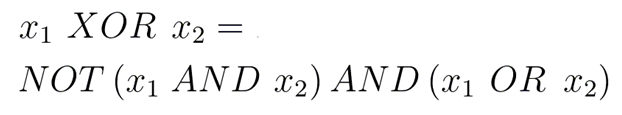 x₁ XOR x₂ =
NOT (x₁ AND x₂) AND (x₁ OR x₂)